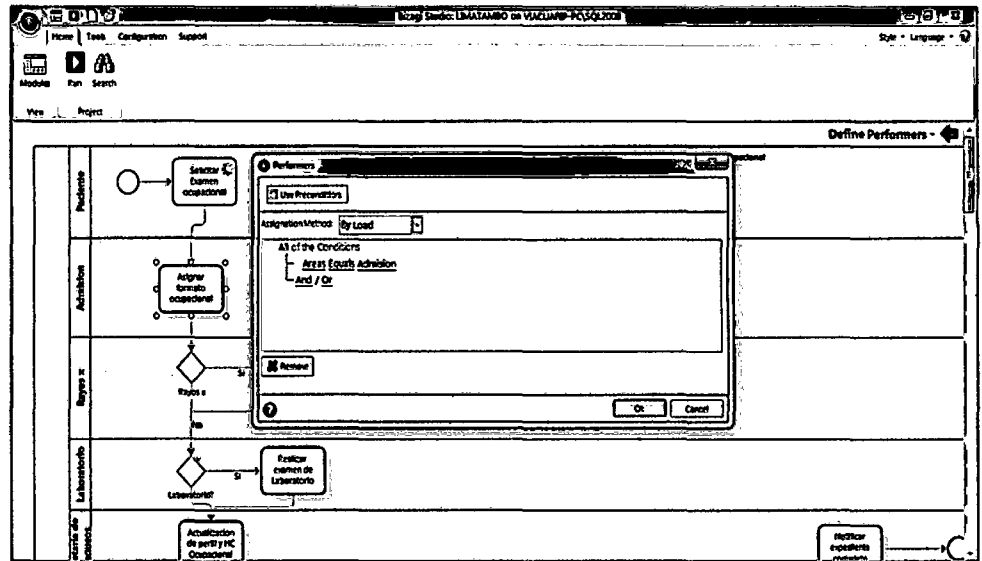 Bizagi Studio: LIMATAMBO on VIACUARIP-PC\SQL2008
Home Tools Configuration Support
Style Language
Modules Run Search
View Project
Define Performers
Performers
Use Preconditions
Assignation Method: By Load
All of the Conditions
Areas Equals Admision
And / Or
Remove
Ok Cancel
Paciente
Solicitar Examen ocupacional
Admision
Asignar
formato
ocupacional
Rayos x
Si
Rayos x
No
Laboratorio
Si
Laboratorio?
Realizar
examen de
Laboratorio
Actualizacion
de perfil y HC
Ocupacional
Notificar
expediente
completo